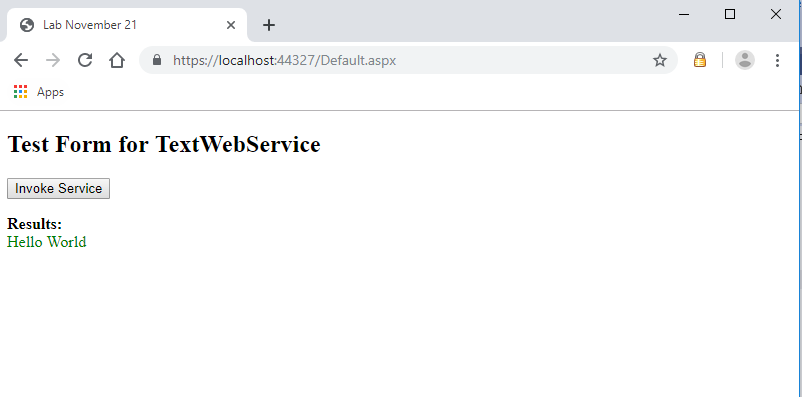 Lab November 21
https://localhost:44327/Default.aspx
Apps
Test Form for TextWebService
Invoke Service
Results:
Hello World